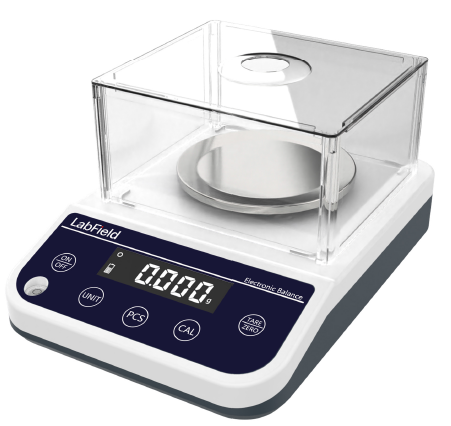 LabField
ON
OFF
0.000g
Electronic Balance
UNIT
PCS
CAL
TARE
ZERO